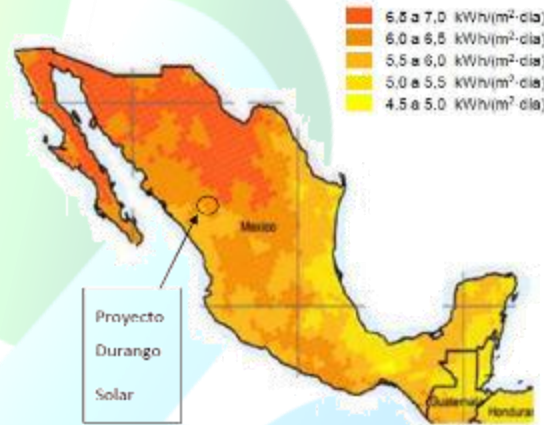 6,5 a 7,0 kWh/(m²·día)
6,0 a 6,5 kWh/(m²·día)
5,5 a 6,0 kWh/(m²·día)
5,0 a 5,5 kWh/(m²·día)
4,5 a 5,0 kWh/(m²·día)
Mexico
Proyecto
Durango
Solar
Guatemala
Honduras